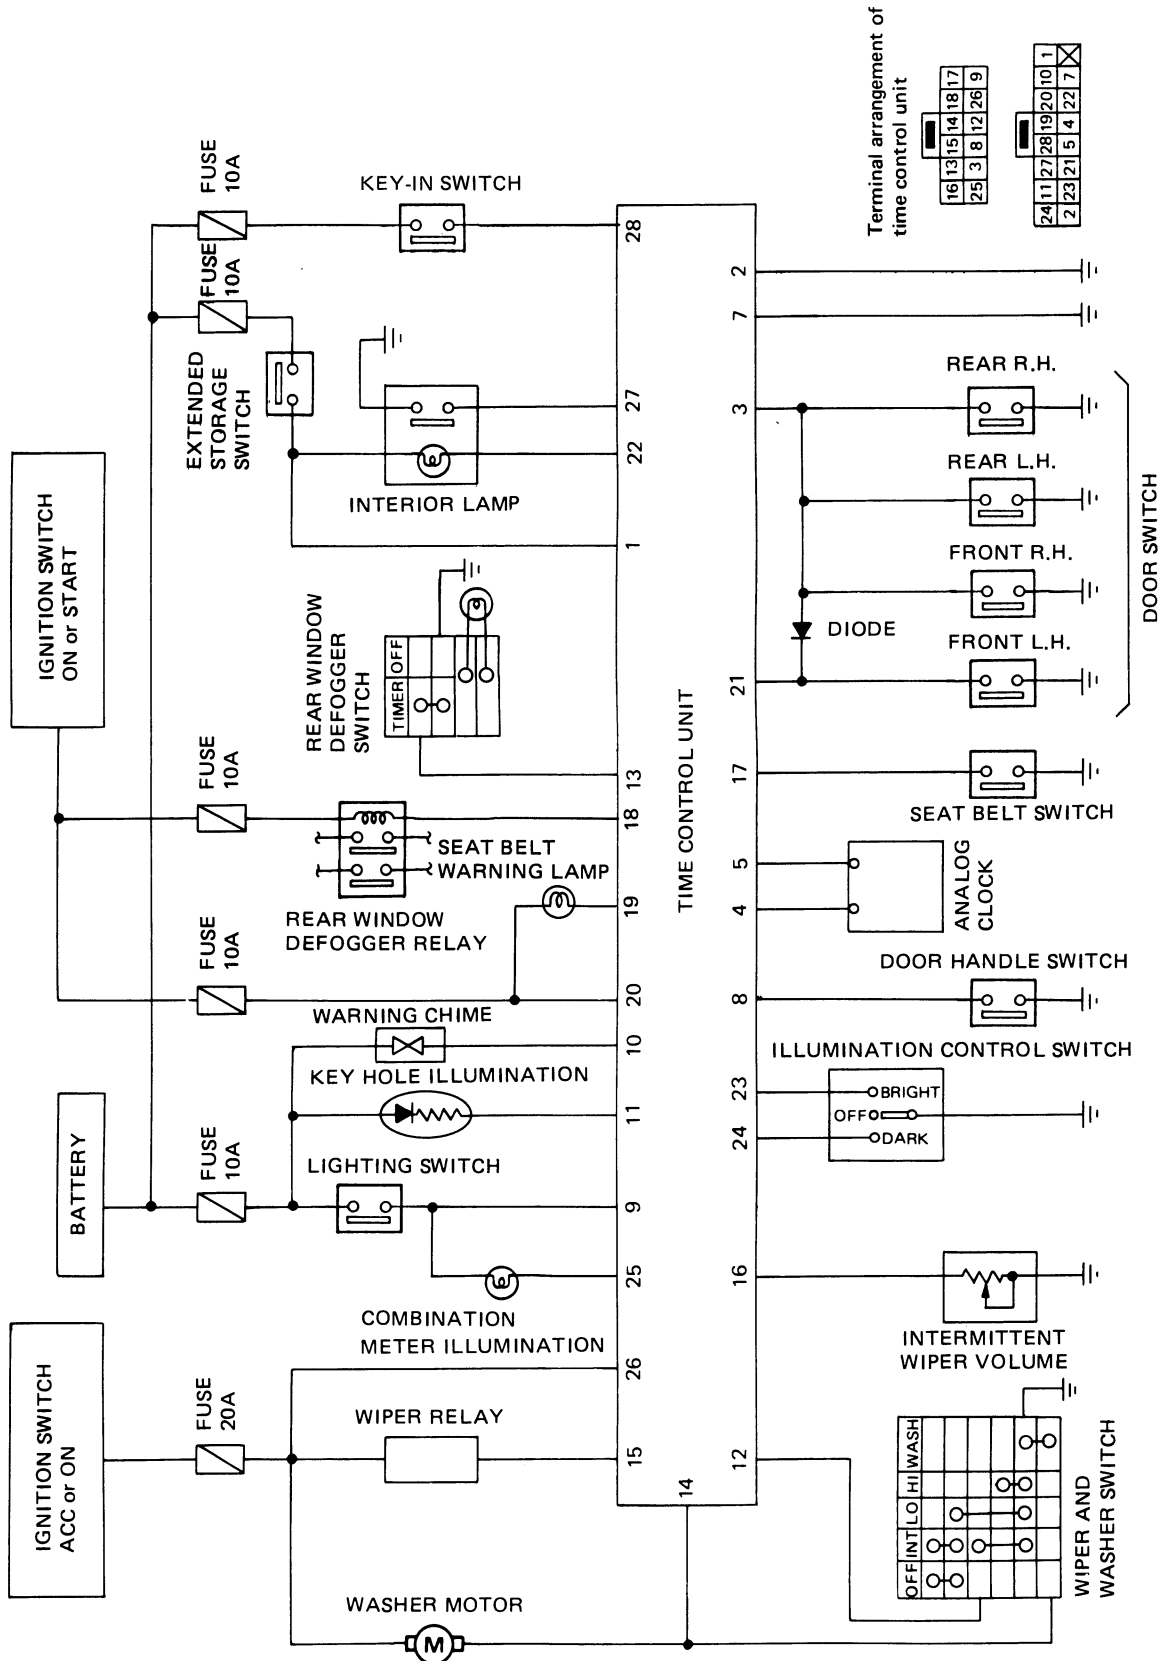 Terminal arrangement of
time control unit
16 13 15 14 18 17
25 3 8 12 26 9
24 11 27 28 19 20 10 1
2 23 21 5 4 22 7
FUSE
10A
KEY-IN SWITCH
28
FUSE
10A
EXTENDED
STORAGE
SWITCH
27
22
INTERIOR LAMP
1
IGNITION SWITCH
ON or START
REAR WINDOW
DEFOGGER
SWITCH
TIMER OFF
13
FUSE
10A
18
SEAT BELT
WARNING LAMP
19
REAR WINDOW
DEFOGGER RELAY
FUSE
10A
20
WARNING CHIME
10
KEY HOLE ILLUMINATION
11
BATTERY
FUSE
10A
LIGHTING SWITCH
9
25
COMBINATION
METER ILLUMINATION
IGNITION SWITCH
ACC or ON
FUSE
20A
26
WIPER RELAY
15
14
WASHER MOTOR
M
TIME CONTROL UNIT
2
7
REAR R.H.
3
REAR L.H.
FRONT R.H.
DIODE
FRONT L.H.
21
DOOR SWITCH
17
SEAT BELT SWITCH
5
4
ANALOG
CLOCK
DOOR HANDLE SWITCH
8
ILLUMINATION CONTROL SWITCH
23
BRIGHT
OFF
24
DARK
16
INTERMITTENT
WIPER VOLUME
12
OFF INT LO HI WASH
WIPER AND
WASHER SWITCH